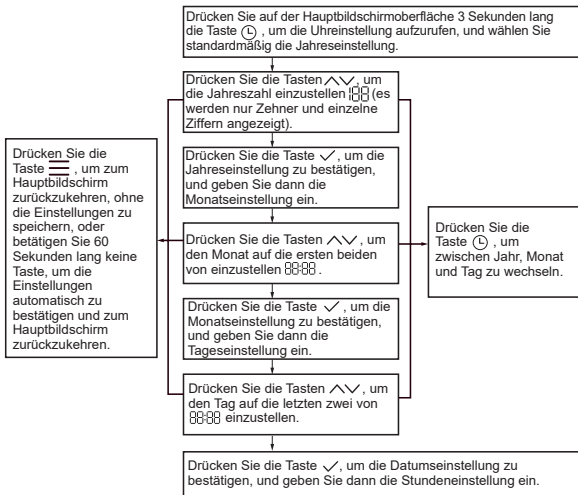 Drücken Sie auf der Hauptbildschirmoberfläche 3 Sekunden lang
die Taste , um die Uhreinstellung aufzurufen, und wählen Sie
standardmäßig die Jahreseinstellung.
Drücken Sie die Tasten , um
die Jahreszahl einzustellen 188 (es
werden nur Zehner und einzelne
Ziffern angezeigt).
Drücken Sie die
Taste , um zum
Hauptbildschirm
zurückzukehren, ohne
die Einstellungen zu
speichern, oder
betätigen Sie 60
Sekunden lang keine
Taste, um die
Einstellungen
automatisch zu
bestätigen und zum
Hauptbildschirm
zurückzukehren.
Drücken Sie die Taste ✓, um die
Jahreseinstellung zu bestätigen,
und geben Sie dann die
Monatseinstellung ein.
Drücken Sie die Tasten , um
den Monat auf die ersten beiden
von einzustellen 88:88 .
Drücken Sie die
Taste , um
zwischen Jahr, Monat
und Tag zu wechseln.
Drücken Sie die Taste ✓, um die
Monatseinstellung zu bestätigen,
und geben Sie dann die
Tageseinstellung ein.
Drücken Sie die Tasten , um
den Tag auf die letzten zwei von
88:88 einzustellen.
Drücken Sie die Taste ✓, um die Datumseinstellung zu
bestätigen, und geben Sie dann die Stundeneinstellung ein.